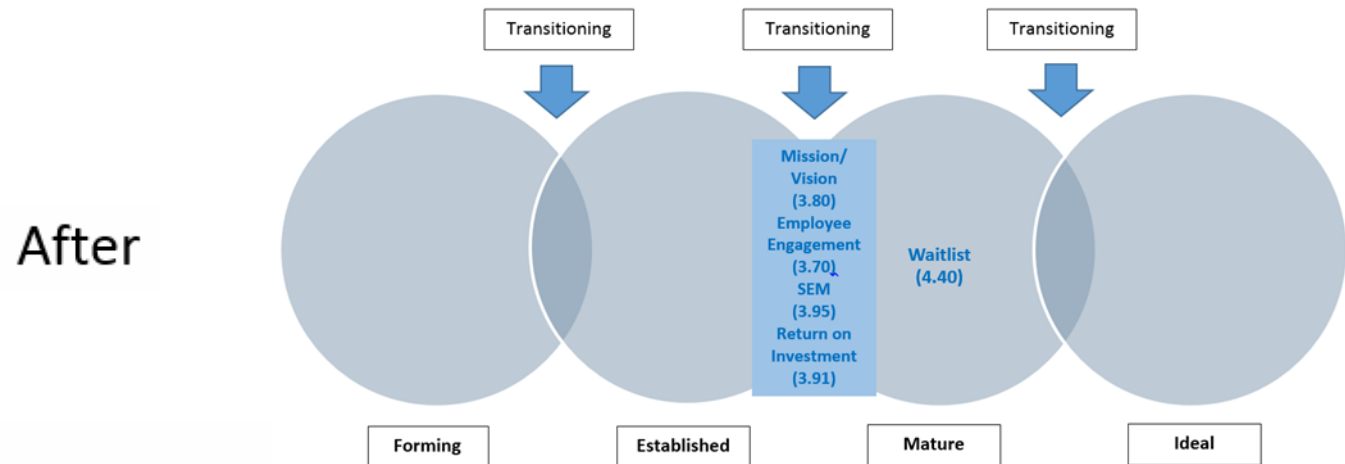 Transitioning
Transitioning
Transitioning
After
Mission/
Vision
(3.80)
Employee
Engagement
(3.70)
SEM
(3.95)
Return on
Investment
(3.91)
Waitlist
(4.40)
Forming
Established
Mature
Ideal